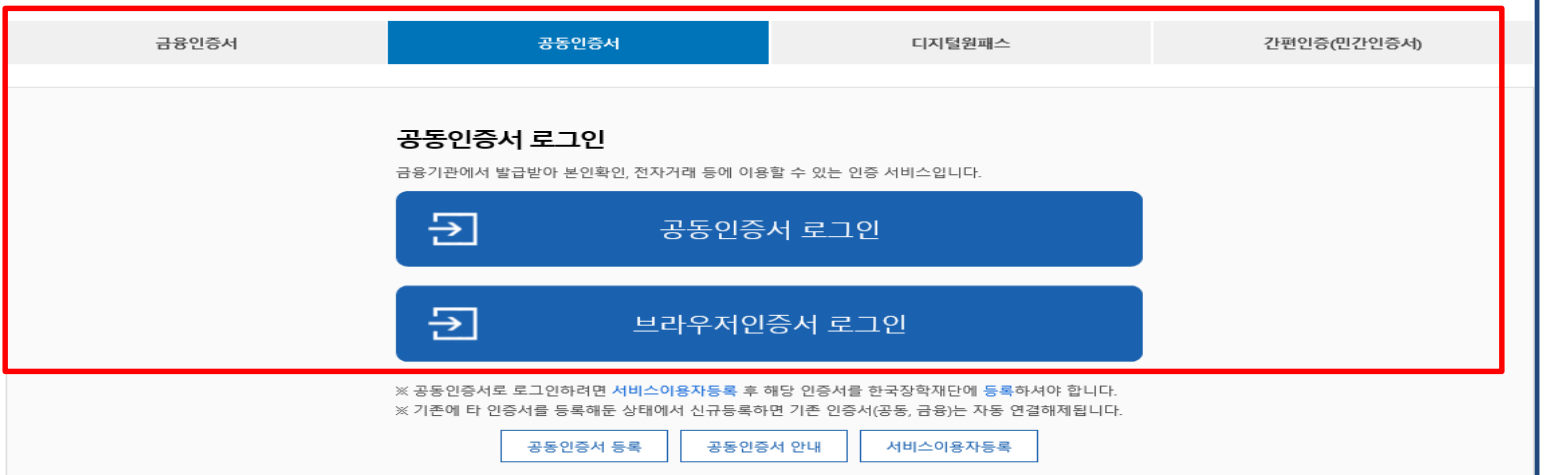 금융인증서
공동인증서
디지털원패스
간편인증(민간인증서)
공동인증서 로그인
금융기관에서 발급받아 본인확인, 전자거래 등에 이용할 수 있는 인증 서비스입니다.
공동인증서 로그인
브라우저인증서 로그인
※ 공동인증서로 로그인하려면 서비스이용자등록 후 해당 인증서를 한국장학재단에 등록하셔야 합니다.
※ 기존에 타 인증서를 등록해둔 상태에서 신규등록하면 기존 인증서(공동, 금융)는 자동 연결해제됩니다.
공동인증서 등록
공동인증서 안내
서비스이용자등록